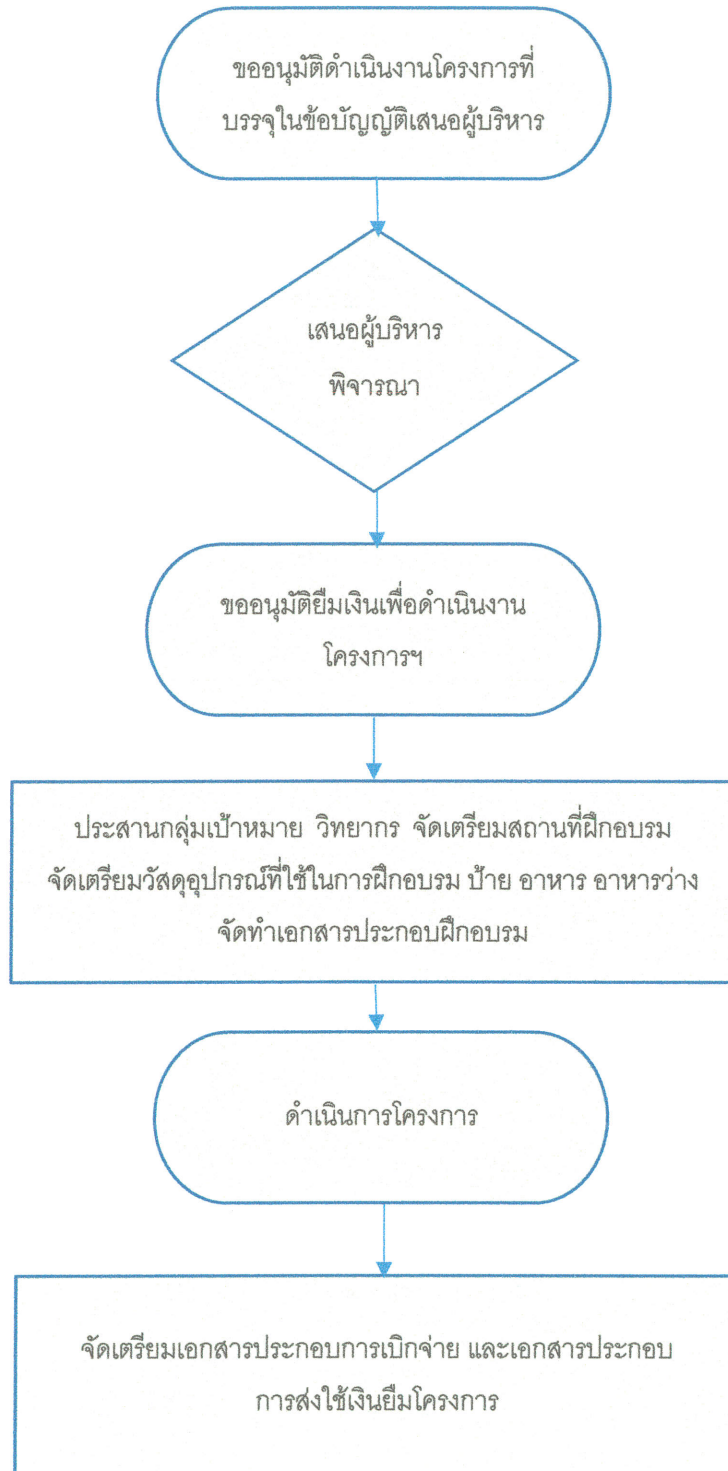 ขออนุมัติดำเนินงานโครงการที่
บรรจุในข้อบัญญัติเสนอผู้บริหาร
เสนอผู้บริหาร
พิจารณา
ขออนุมัติยืมเงินเพื่อดำเนินงาน
โครงการฯ
ประสานกลุ่มเป้าหมาย วิทยากร จัดเตรียมสถานที่ฝึกอบรม
จัดเตรียมวัสดุอุปกรณ์ที่ใช้ในการฝึกอบรม ป้าย อาหาร อาหารว่าง
จัดทำเอกสารประกอบฝึกอบรม
ดำเนินการโครงการ
จัดเตรียมเอกสารประกอบการเบิกจ่าย และเอกสารประกอบ
การส่งใช้เงินยืมโครงการ